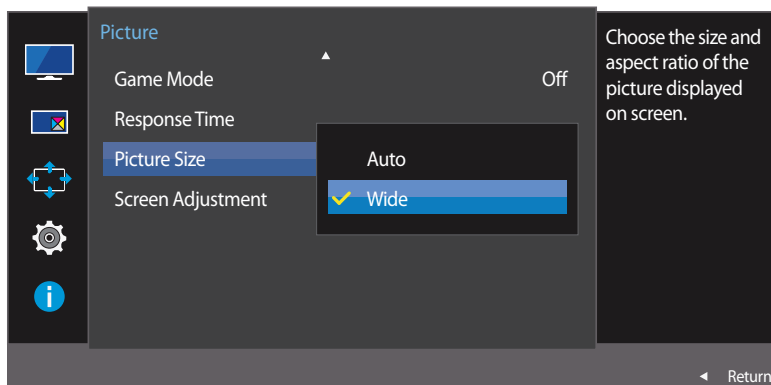 Picture
Game Mode Off
Response Time
Picture Size
Auto
Screen Adjustment
Wide
Choose the size and
aspect ratio of the
picture displayed
on screen.
i
Return